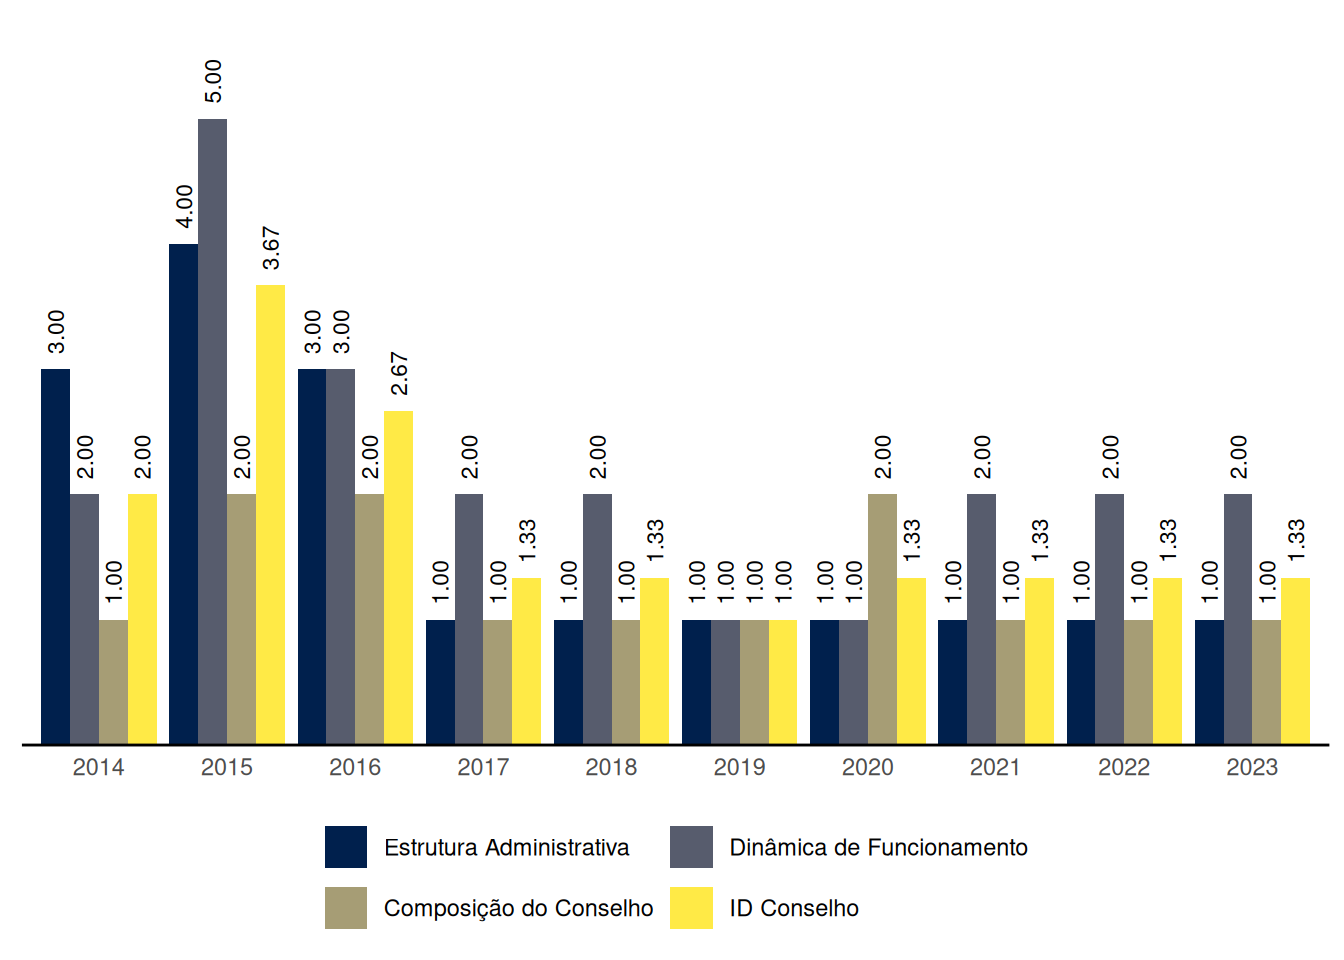 5.00
4.00
3.67
3.00
3.00 3.00
2.67
2.00 2.00 2.00 2.00 2.00 2.00 2.00 2.00 2.00 2.00
1.33 1.33 1.33 1.33 1.33 1.33
1.00 1.00 1.00 1.00 1.00 1.00 1.00 1.00 1.00 1.00 1.00 1.00 1.00 1.00 1.00 1.00 1.00
2014 2015 2016 2017 2018 2019 2020 2021 2022 2023
Estrutura Administrativa Dinâmica de Funcionamento
Composição do Conselho ID Conselho